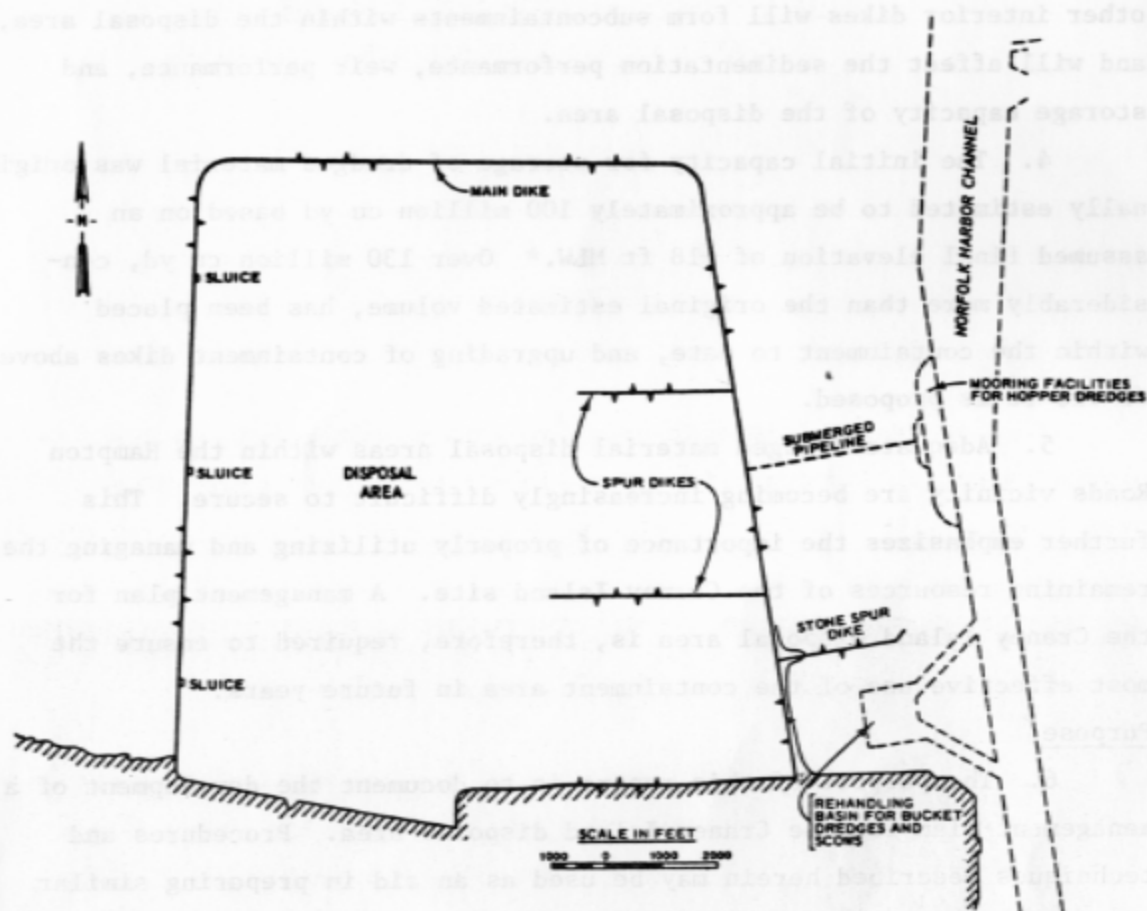 other interior dikes will form subcontainments within the disposal area,
and will affect the sedimentation performance, weir performance, and
storage capacity of the disposal area.
4. The initial capacity for storage of material was origi
nally estimated to be approximately 100 million cu yd based on an
assumed final elevation of ft MLW.* Over 130 million cu yd, con-
siderably more than the original estimated volume, has been placed
within the containment to date, and upgrading of containment dikes above
proposed.
5. material disposal areas within the Hampton
Roads vicinity are becoming increasingly difficult to secure. This
further emphasizes the importance of properly utilizing and managing the
remaining resources of the Island site. A management plan for
the Craney Island disposal area is, therefore, required to ensure the
most effective use of the containment area in future years.
Purpose
6. to document the development of a
management the Craney disposal area. Procedures and
techniques described herein may be used as an aid in preparing similar
N
MAIN DIKE
SLUICE
NORFOLK HARBOR CHANNEL
MOORING FACILITIES
FOR HOPPER DREDGES
SUBMERGED
PIPELINE
SLUICE
DISPOSAL
AREA
SPUR DIKES
STONE SPUR
DIKE
SLUICE
REHANDLING
BASIN FOR BUCKET
DREDGES AND
SCOWS
SCALE IN FEET
1000 0 1000 2000